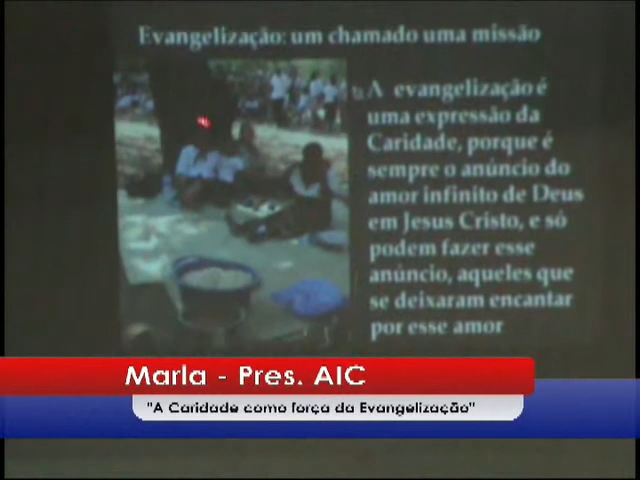 Evangelização: um chamado uma missão
A evangelização é
uma expressão da
Caridade, porque é
sempre o anúncio do
amor infinito de Deus
em Jesus Cristo, e só
podem fazer esse
anúncio, aqueles que
se deixaram encantar
por esse amor
Marla - Pres. AIC
"A Caridade como força da Evangelização"